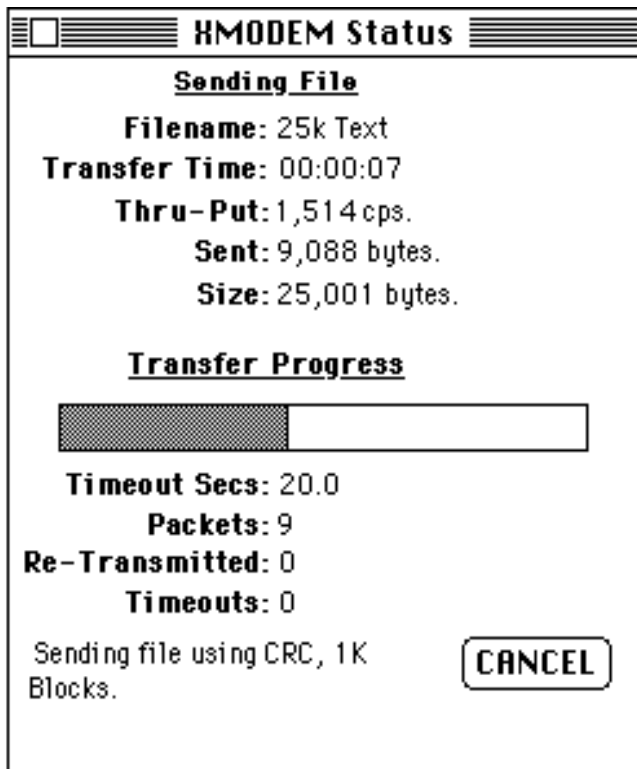 XMODEM Status
Sending File
Filename: 25k Text
Transfer Time: 00:00:07
Thru-Put: 1,514 cps.
Sent: 9,088 bytes.
Size: 25,001 bytes.
Transfer Progress
Timeout Secs: 20.0
Packets: 9
Re-Transmitted: 0
Timeouts: 0
Sending file using CRC, 1K
Blocks.
CANCEL